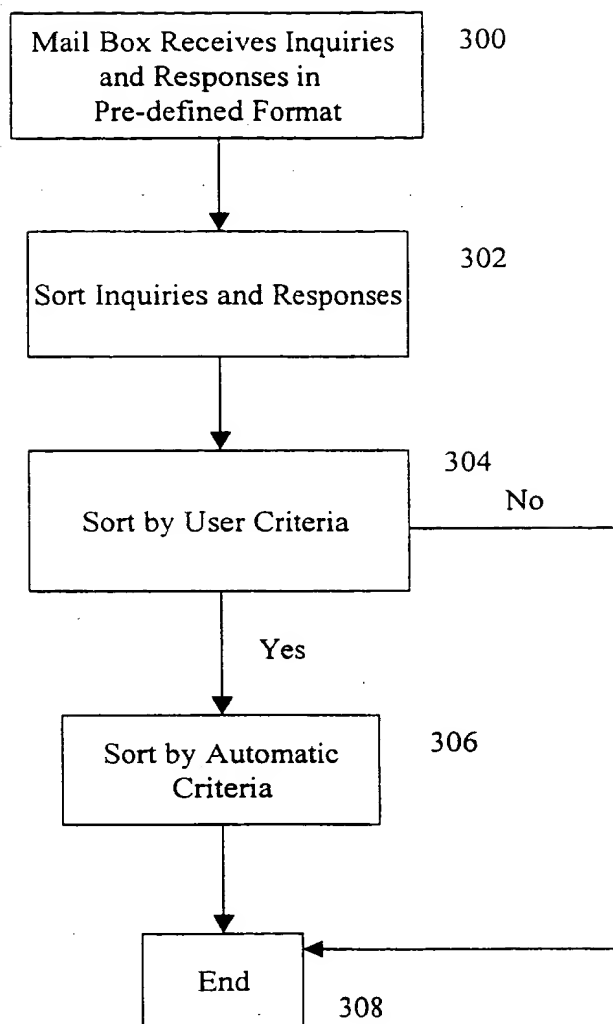 Mail Box Receives Inquiries
and Responses in
Pre-defined Format
300
Sort Inquiries and Responses
302
Sort by User Criteria
304
No
Yes
Sort by Automatic
Criteria
306
End
308